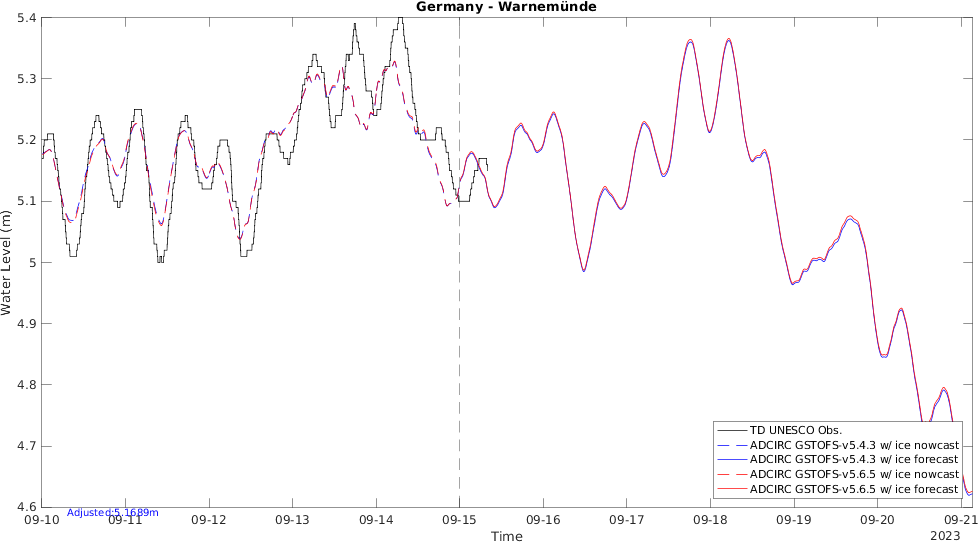 Germany - Warnemünde
5.4
5.3
5.2
5.1
5
4.9
4.8
4.7
4.6
Water Level (m)
TD UNESCO Obs.
ADCIRC GSTOFS-v5.4.3 w/ ice nowcast
ADCIRC GSTOFS-v5.4.3 w/ ice forecast
ADCIRC GSTOFS-v5.6.5 w/ ice nowcast
ADCIRC GSTOFS-v5.6.5 w/ ice forecast
Adjusted:5.1689m
09-10 09-11 09-12 09-13 09-14 09-15 09-16 09-17 09-18 09-19 09-20 09-21
Time
2023